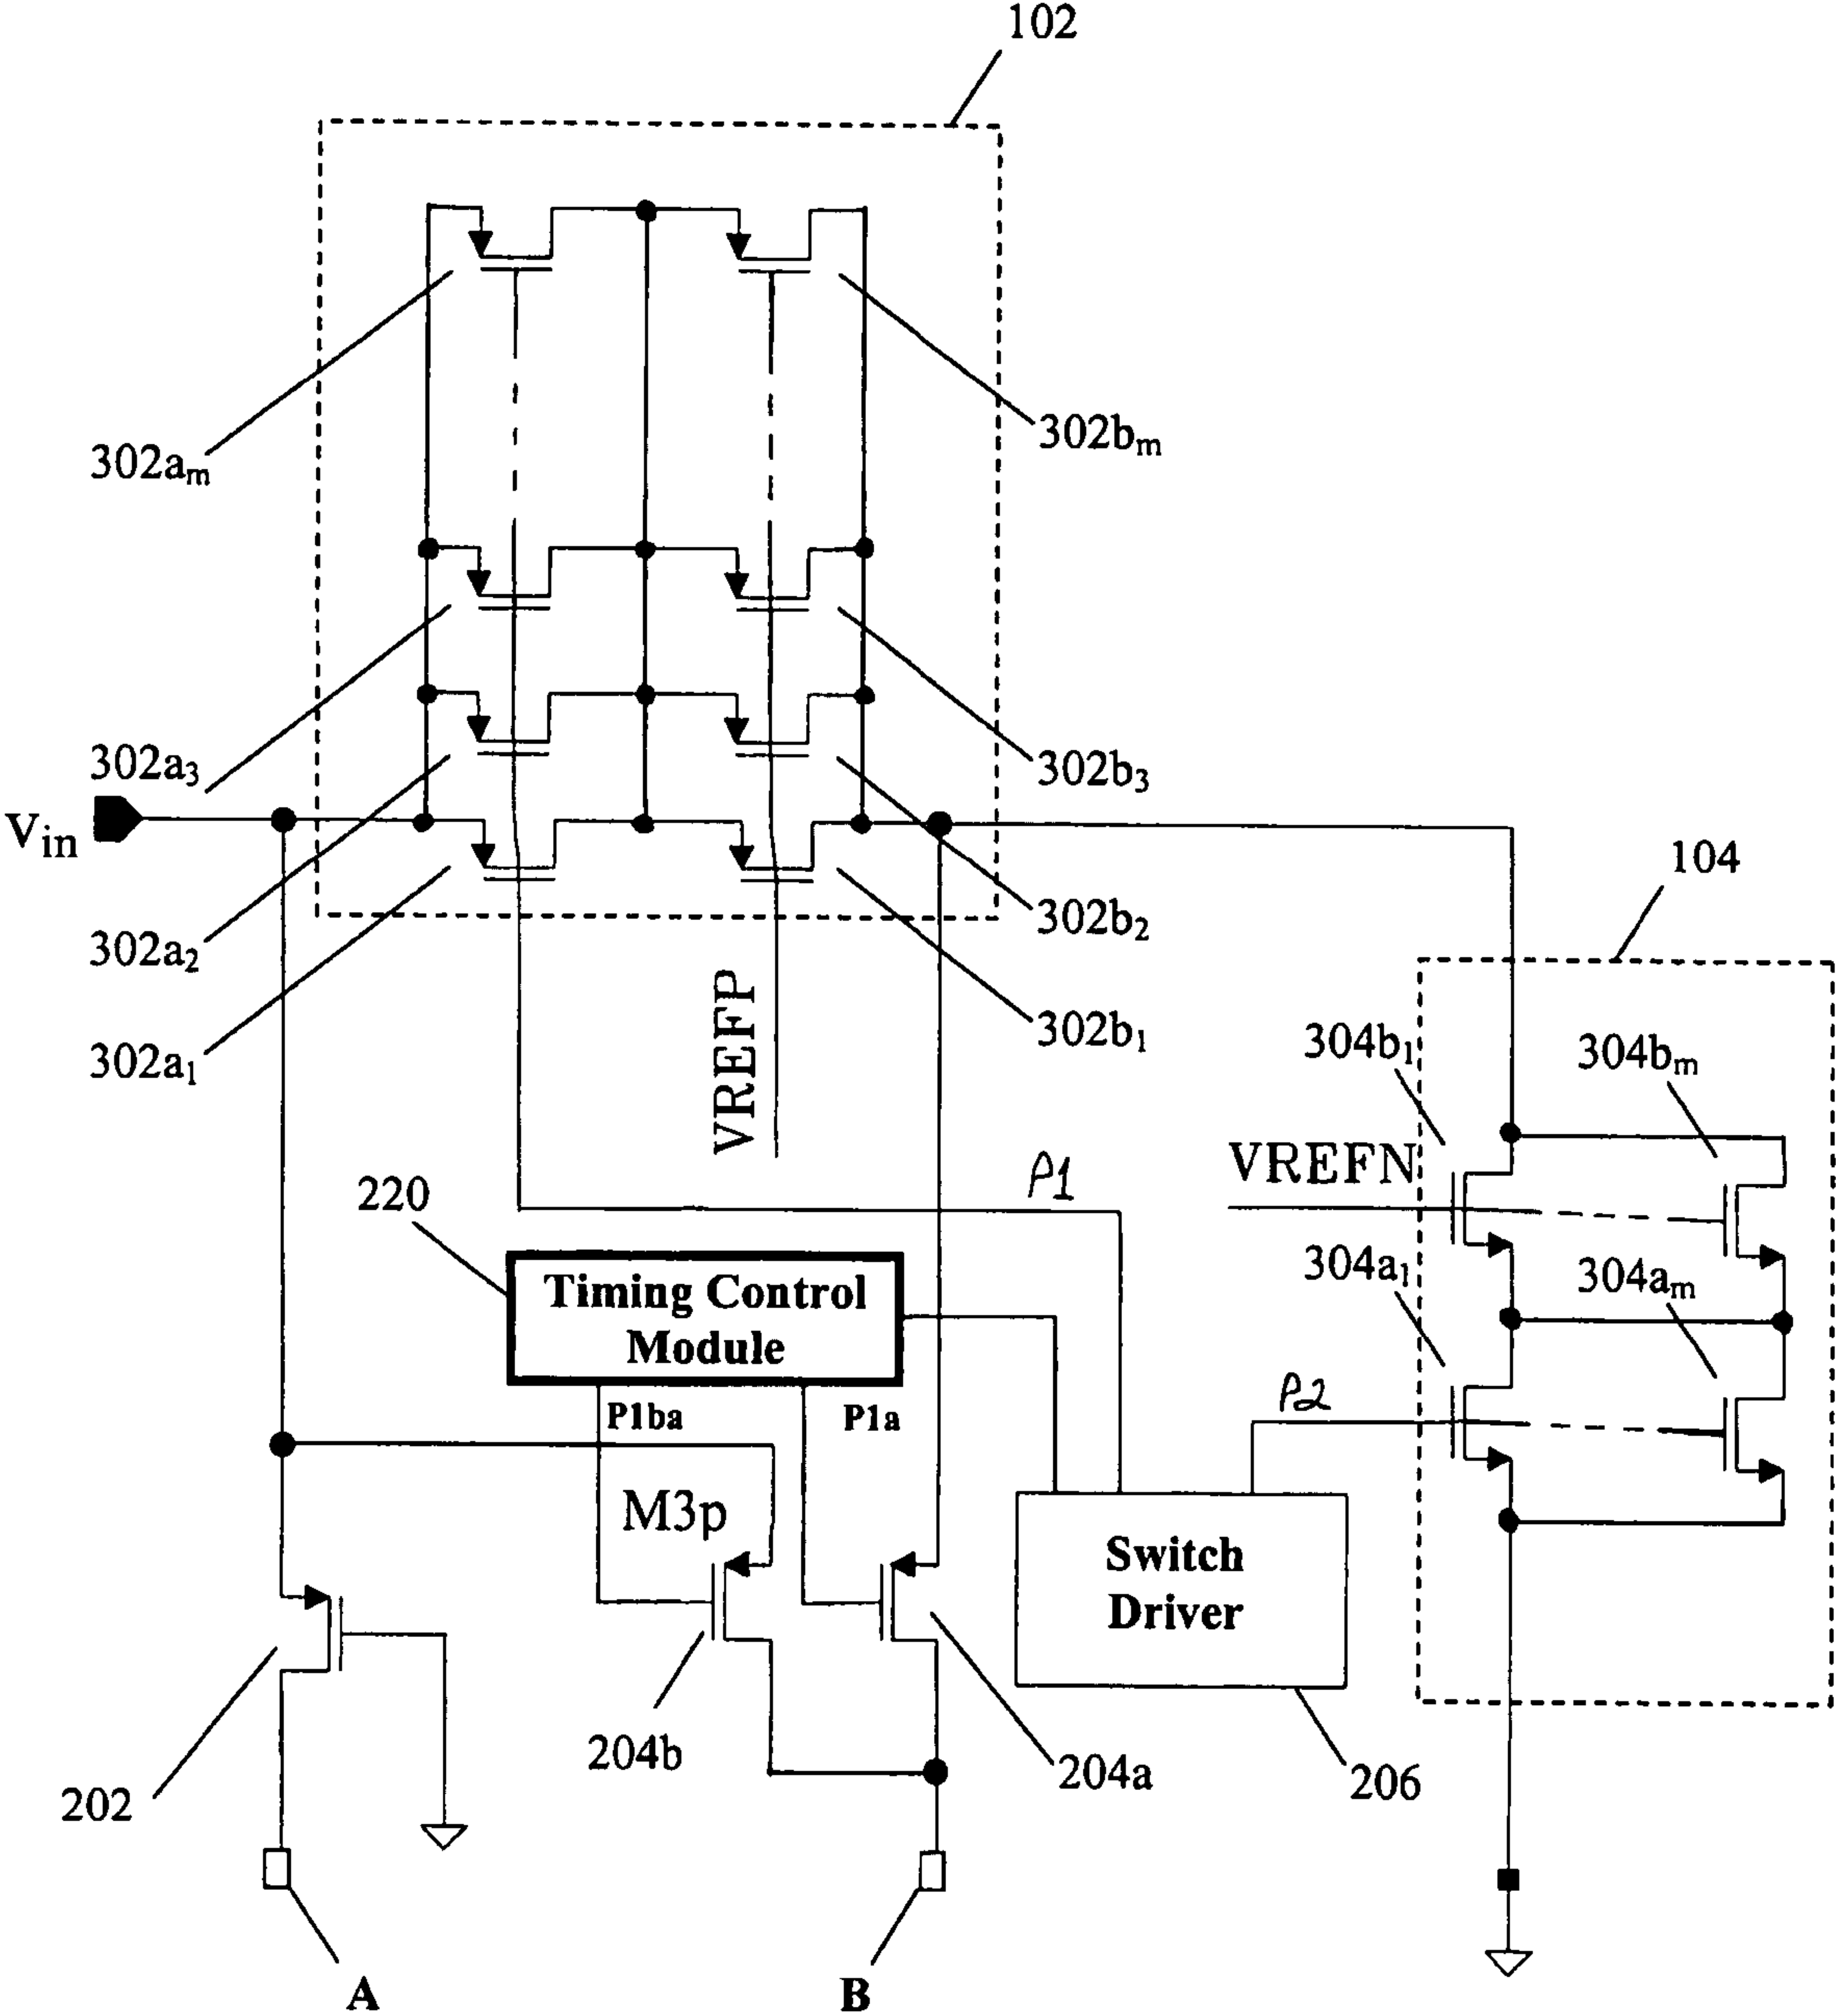 102
302aₘ
302bₘ
302a₃
302b₃
Vin
104
302a₂
302b₂
302a₁
302b₁
VREFP
304b₁
304bₘ
220
P1
VREFN
304a₁
304aₘ
Timing Control
Module
P1ba
P1a
P2
M3p
Switch
Driver
202
204b
204a
206
A
B